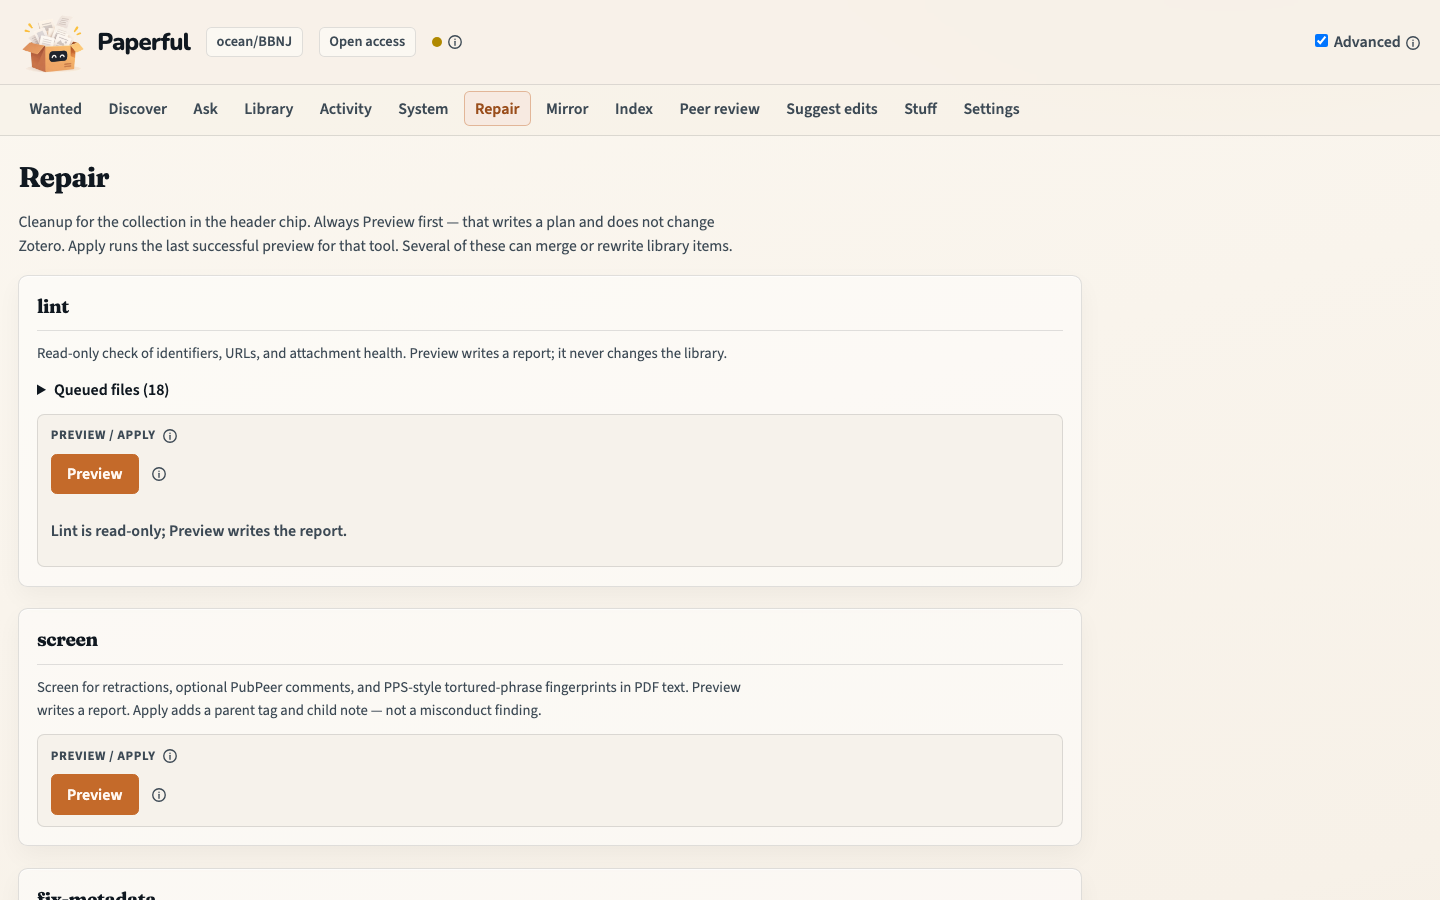 Paperful
ocean/BBNJ
Open access
Advanced
Wanted
Discover
Ask
Library
Activity
System
Repair
Mirror
Index
Peer review
Suggest edits
Stuff
Settings
Repair
Cleanup for the collection in the header chip. Always Preview first — that writes a plan and does not change
Zotero. Apply runs the last successful preview for that tool. Several of these can merge or rewrite library items.
lint
Read-only check of identifiers, URLs, and attachment health. Preview writes a report; it never changes the library.
Queued files (18)
PREVIEW / APPLY
Preview
Lint is read-only; Preview writes the report.
screen
Screen for retractions, optional PubPeer comments, and PPS-style tortured-phrase fingerprints in PDF text. Preview
writes a report. Apply adds a parent tag and child note — not a misconduct finding.
PREVIEW / APPLY
Preview
fix-metadata